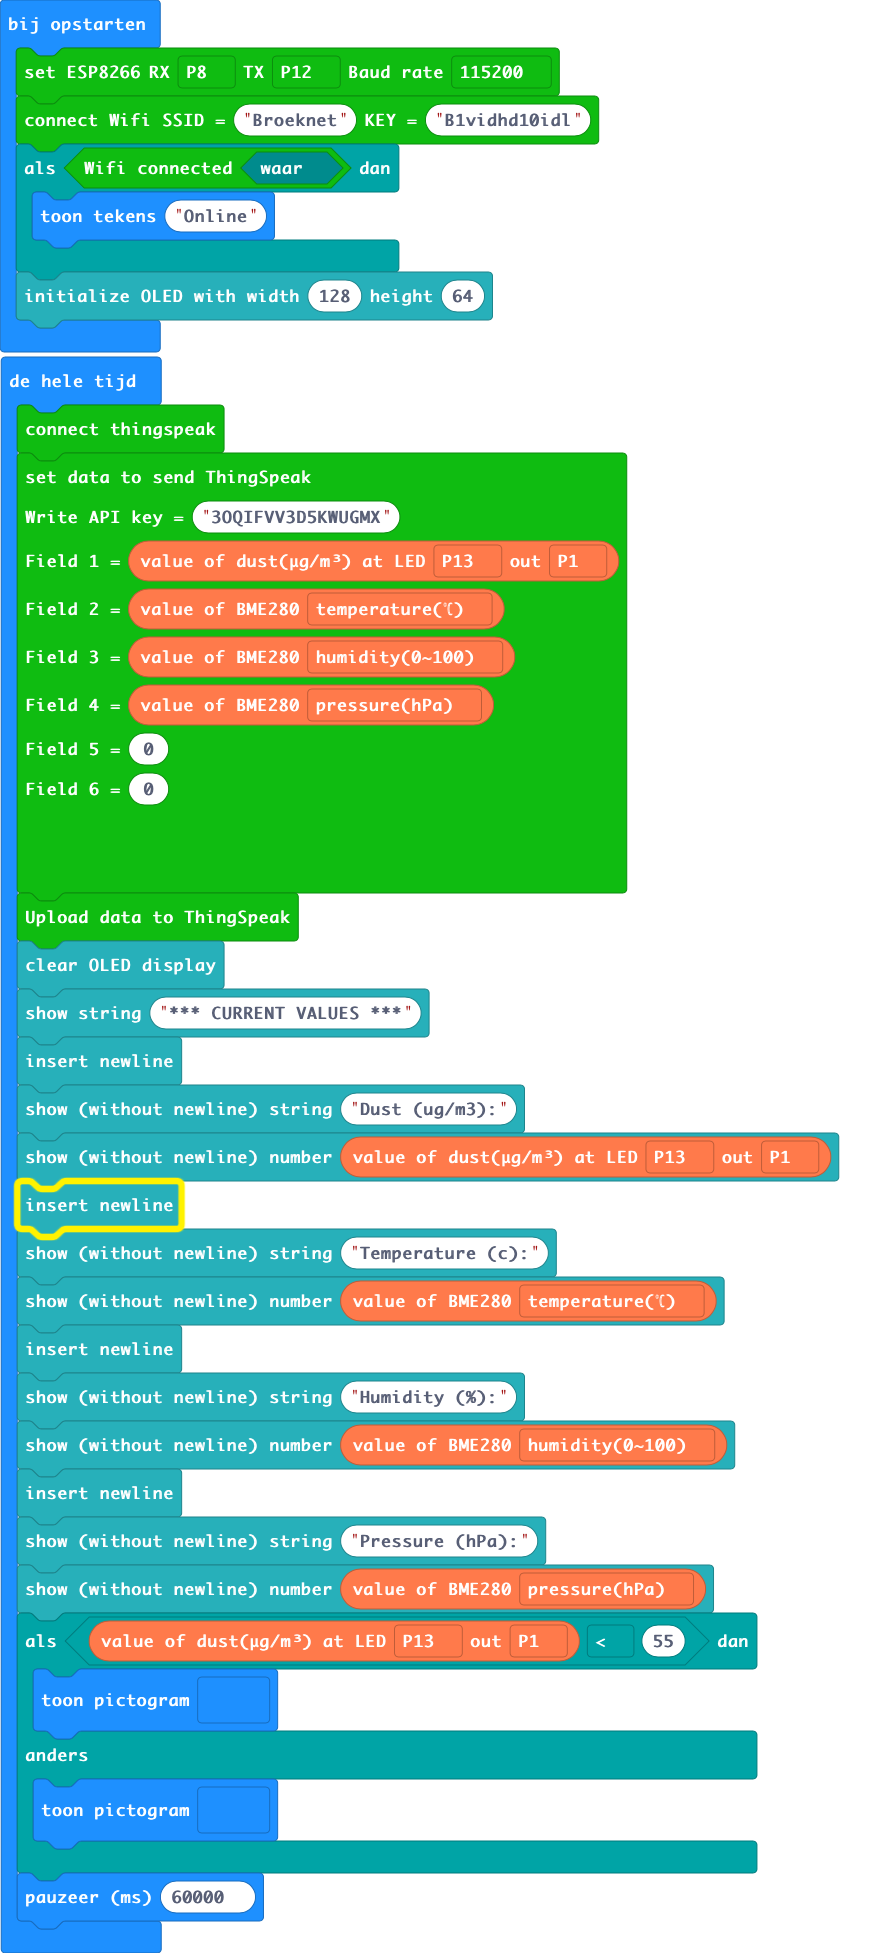 bij opstarten
set ESP8266 RX P8 TX P12 Baud rate 115200
connect Wifi SSID = "Broeknet" KEY = "B1vidhd10idl"
als Wifi connected waar dan
toon tekens "Online"
initialize OLED with width 128 height 64
de hele tijd
connect thingspeak
set data to send ThingSpeak
Write API key = "3OQIFVV3D5KWUGMX"
Field 1 = value of dust(μg/m³) at LED P13 out P1
Field 2 = value of BME280 temperature(℃)
Field 3 = value of BME280 humidity(0~100)
Field 4 = value of BME280 pressure(hPa)
Field 5 = 0
Field 6 = 0
Upload data to ThingSpeak
clear OLED display
show string "*** CURRENT VALUES ***"
insert newline
show (without newline) string "Dust (ug/m3):"
show (without newline) number value of dust(μg/m³) at LED P13 out P1
insert newline
show (without newline) string "Temperature (c):"
show (without newline) number value of BME280 temperature(℃)
insert newline
show (without newline) string "Humidity (%):"
show (without newline) number value of BME280 humidity(0~100)
insert newline
show (without newline) string "Pressure (hPa):"
show (without newline) number value of BME280 pressure(hPa)
als value of dust(μg/m³) at LED P13 out P1 < 55 dan
toon pictogram
anders
toon pictogram
pauzeer (ms) 60000